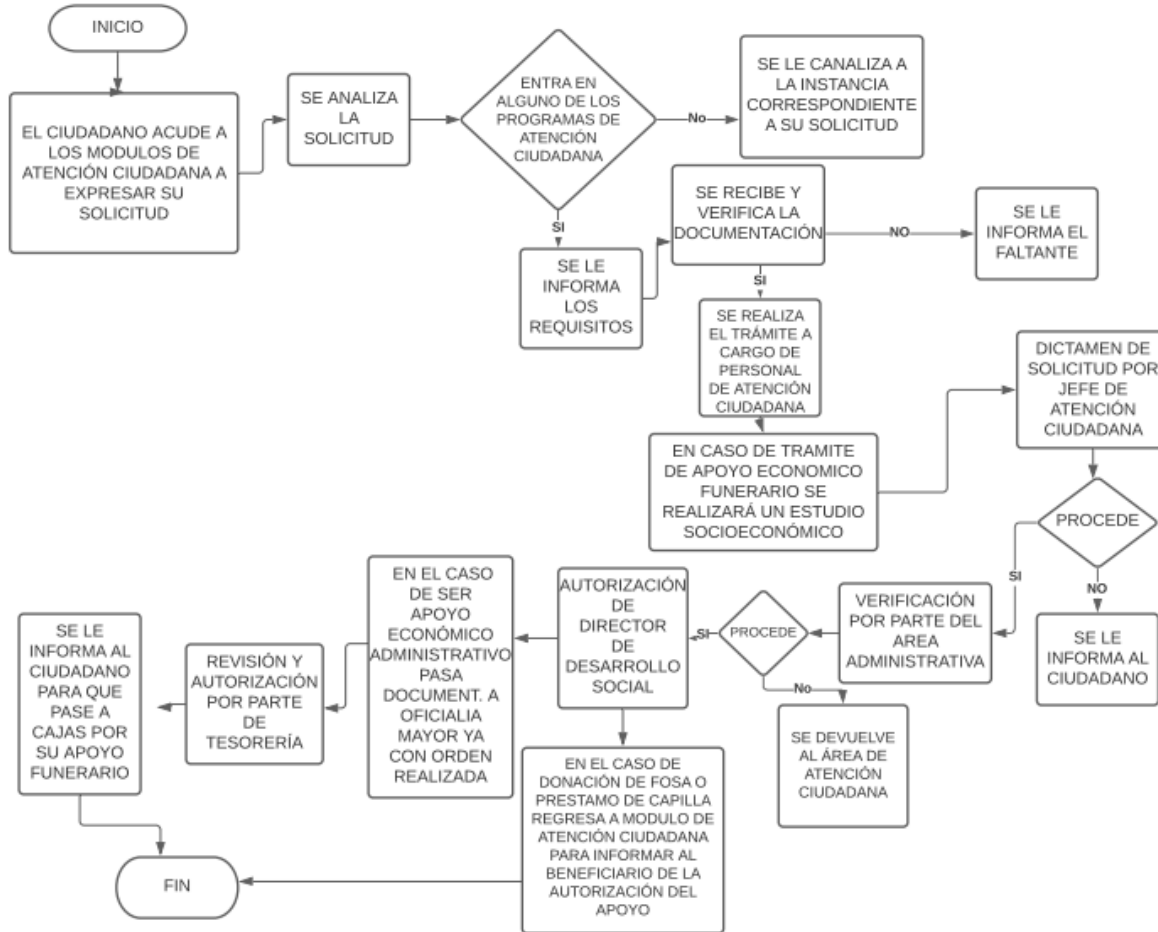 INICIO
EL CIUDADANO ACUDE A
LOS MODULOS DE
ATENCIÓN CIUDADANA A
EXPRESAR SU
SOLICITUD
SE ANALIZA
LA
SOLICITUD
ENTRA EN
ALGUNO DE LOS
PROGRAMAS DE
ATENCIÓN
CIUDADANA
No
SE LE CANALIZA A
LA INSTANCIA
CORRESPONDIENTE
A SU SOLICITUD
SI
SE LE
INFORMA
LOS
REQUISITOS
SE RECIBE Y
VERIFICA LA
DOCUMENTACIÓN
NO
SE LE
INFORMA EL
FALTANTE
SI
SE REALIZA
EL TRÁMITE A
CARGO DE
PERSONAL
DE ATENCIÓN
CIUDADANA
EN CASO DE TRAMITE
DE APOYO ECONOMICO
FUNERARIO SE
REALIZARÁ UN ESTUDIO
SOCIOECONÓMICO
DICTAMEN DE
SOLICITUD POR
JEFE DE
ATENCIÓN
CIUDADANA
PROCEDE
NO
SE LE
INFORMA AL
CIUDADANO
SI
VERIFICACIÓN
POR PARTE DEL
AREA
ADMINISTRATIVA
PROCEDE
No
SE DEVUELVE
AL ÁREA DE
ATENCIÓN
CIUDADANA
SI
AUTORIZACIÓN
DE
DIRECTOR
DE
DESARROLLO
SOCIAL
EN EL CASO
DE SER
APOYO
ECONÓMICO
ADMINISTRATIVO
PASA
DOCUMENT. A
OFICIALIA
MAYOR YA
CON ORDEN
REALIZADA
REVISIÓN Y
AUTORIZACIÓN
POR PARTE
DE
TESORERÍA
SE LE
INFORMA AL
CIUDADANO
PARA QUE
PASE A
CAJAS POR
SU APOYO
FUNERARIO
EN EL CASO DE
DONACIÓN DE FOSA O
PRESTAMO DE CAPILLA
REGRESA A MODULO DE
ATENCIÓN CIUDADANA
PARA INFORMAR AL
BENEFICIARIO DE LA
AUTORIZACIÓN DEL
APOYO
FIN